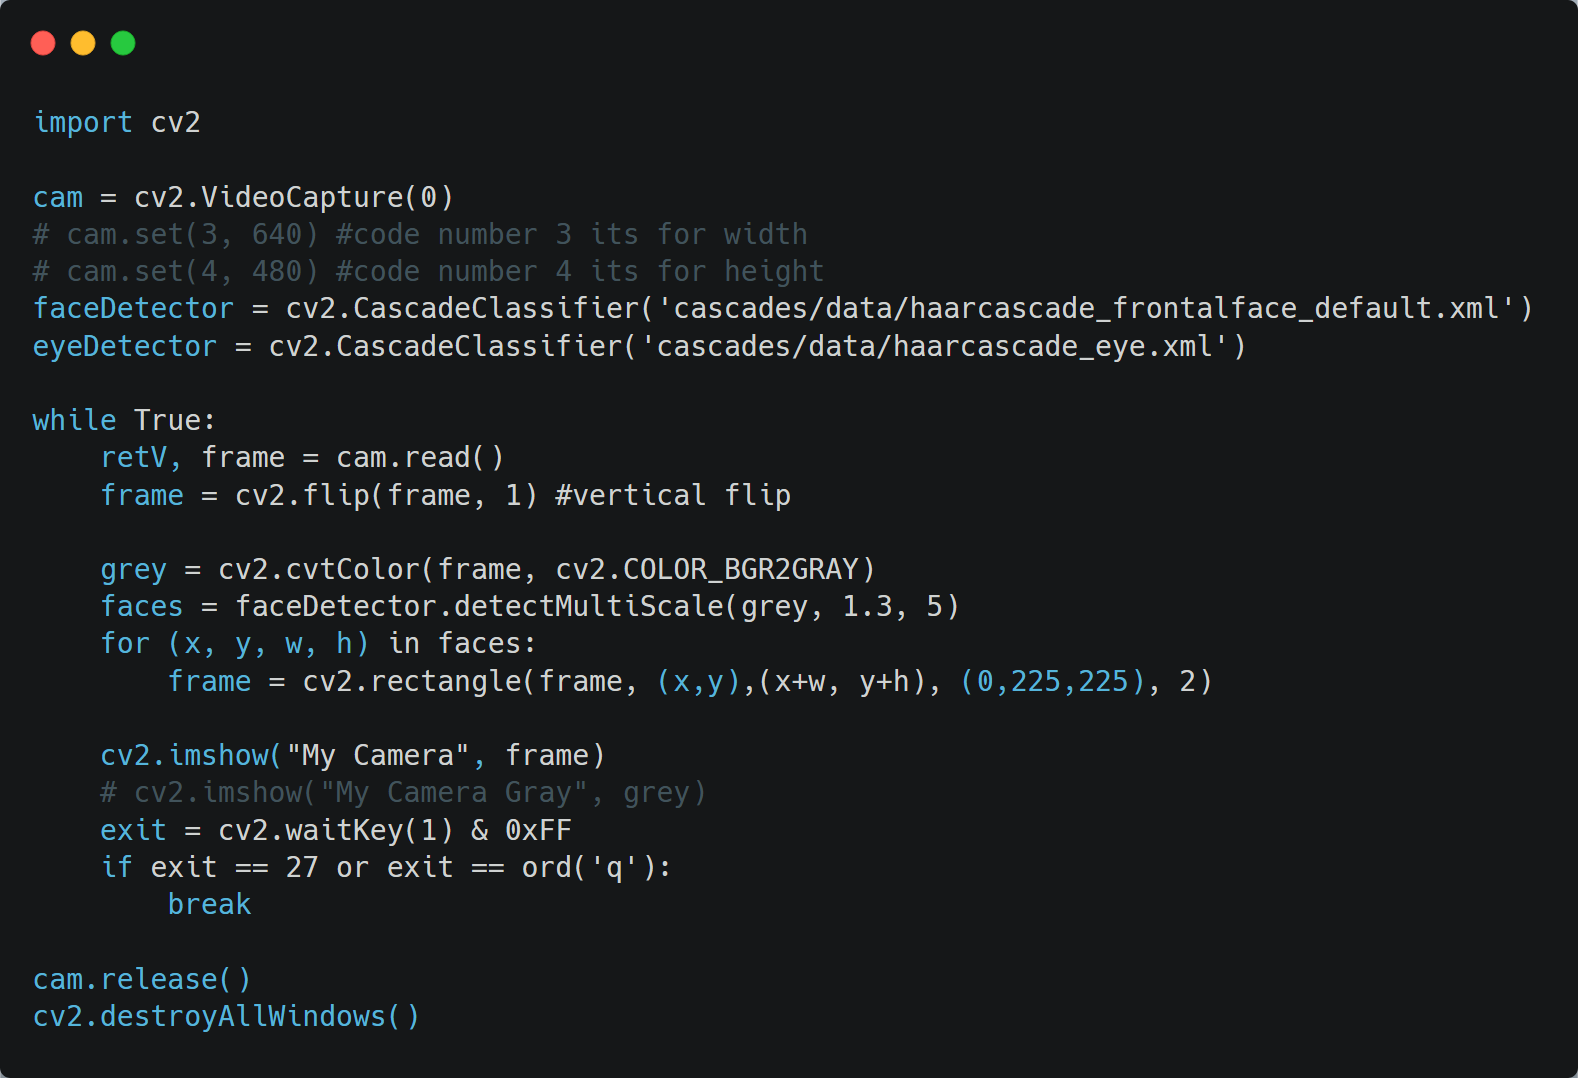 import cv2

cam = cv2.VideoCapture(0)
# cam.set(3, 640) #code number 3 its for width
# cam.set(4, 480) #code number 4 its for height
faceDetector = cv2.CascadeClassifier('cascades/data/haarcascade_frontalface_default.xml')
eyeDetector = cv2.CascadeClassifier('cascades/data/haarcascade_eye.xml')

while True:
    retV, frame = cam.read()
    frame = cv2.flip(frame, 1) #vertical flip

    grey = cv2.cvtColor(frame, cv2.COLOR_BGR2GRAY)
    faces = faceDetector.detectMultiScale(grey, 1.3, 5)
    for (x, y, w, h) in faces:
        frame = cv2.rectangle(frame, (x,y),(x+w, y+h), (0,225,225), 2)

    cv2.imshow("My Camera", frame)
    # cv2.imshow("My Camera Gray", grey)
    exit = cv2.waitKey(1) & 0xFF
    if exit == 27 or exit == ord('q'):
        break

cam.release()
cv2.destroyAllWindows()